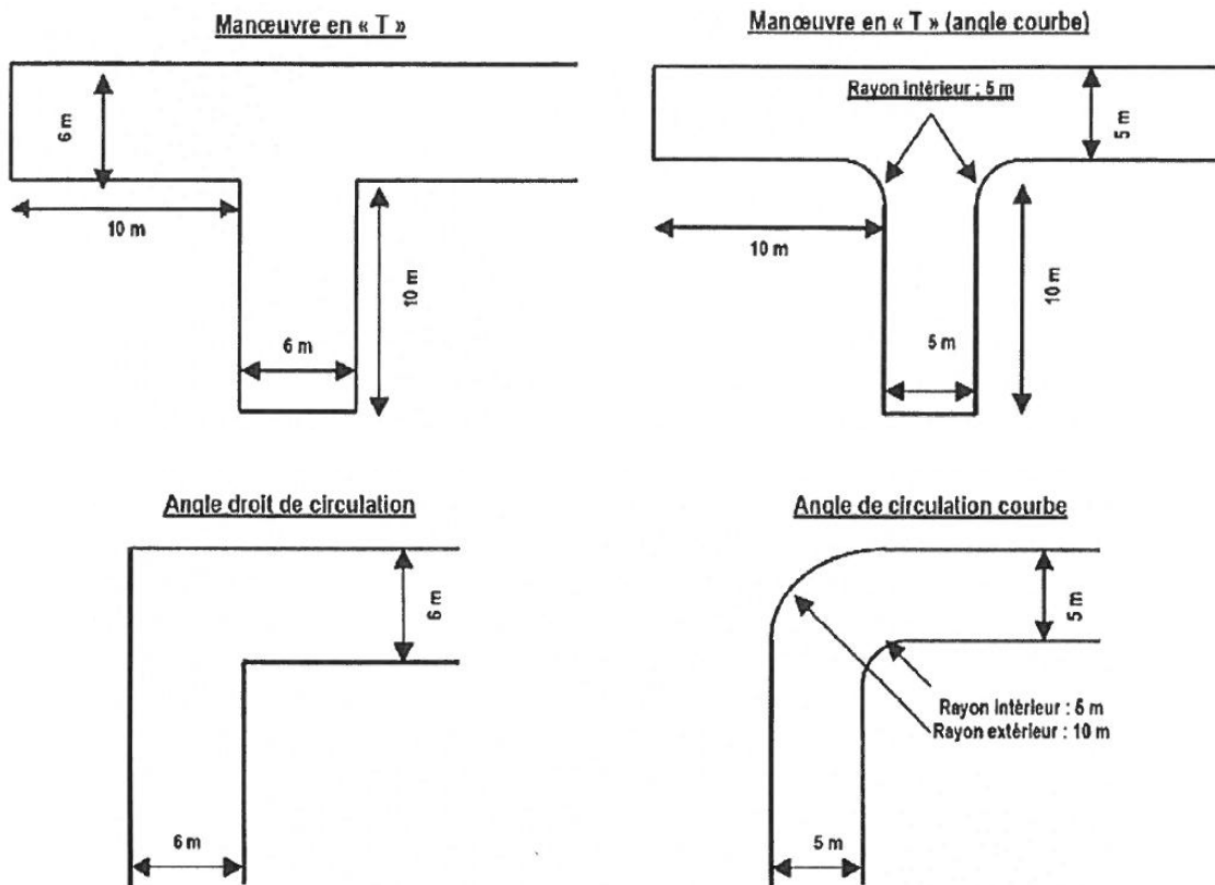 Manœuvre en « T »
6 m
10 m
6 m
10 m
Manœuvre en « T » (angle courbe)
Rayon intérieur : 5 m
5 m
10 m
5 m
10 m
Angle droit de circulation
6 m
6 m
Angle de circulation courbe
5 m
Rayon intérieur : 5 m
Rayon extérieur : 10 m
5 m